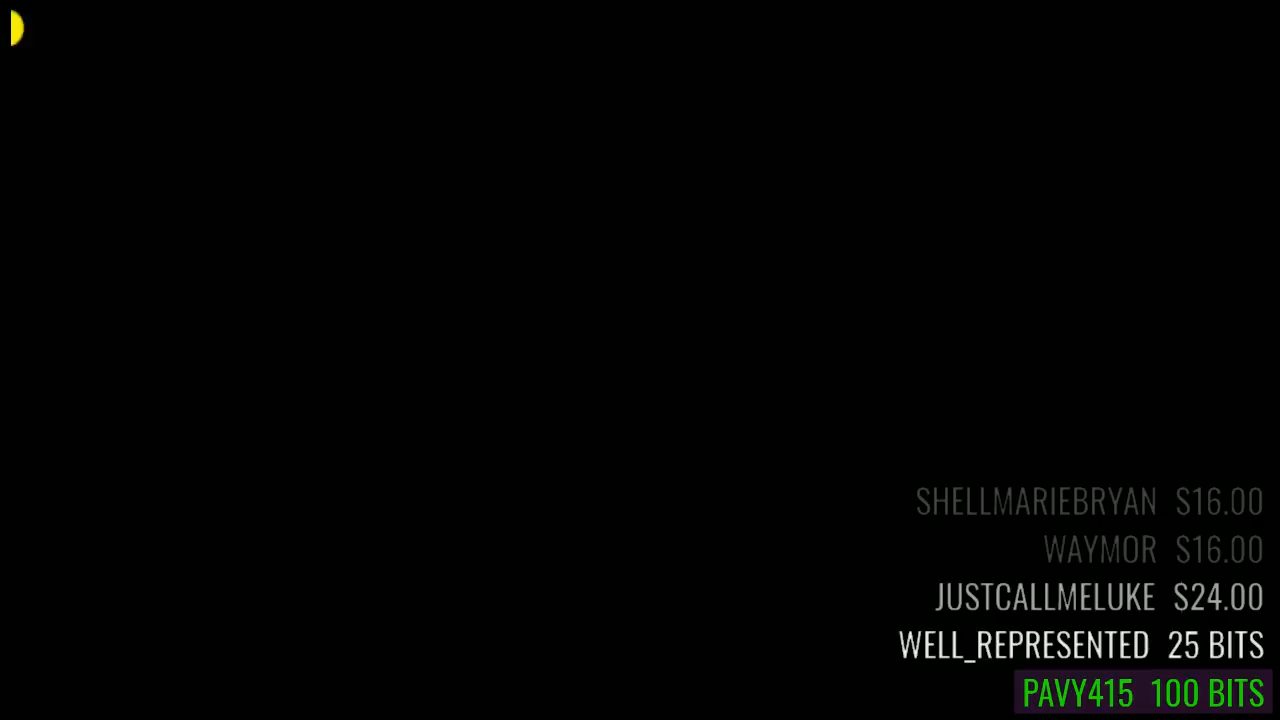 SHELLMARIEBRYAN $16.00
WAYMOR $16.00
JUSTCALLMELUKE $24.00
WELL_REPRESENTED 25 BITS
PAVY415 100 BITS